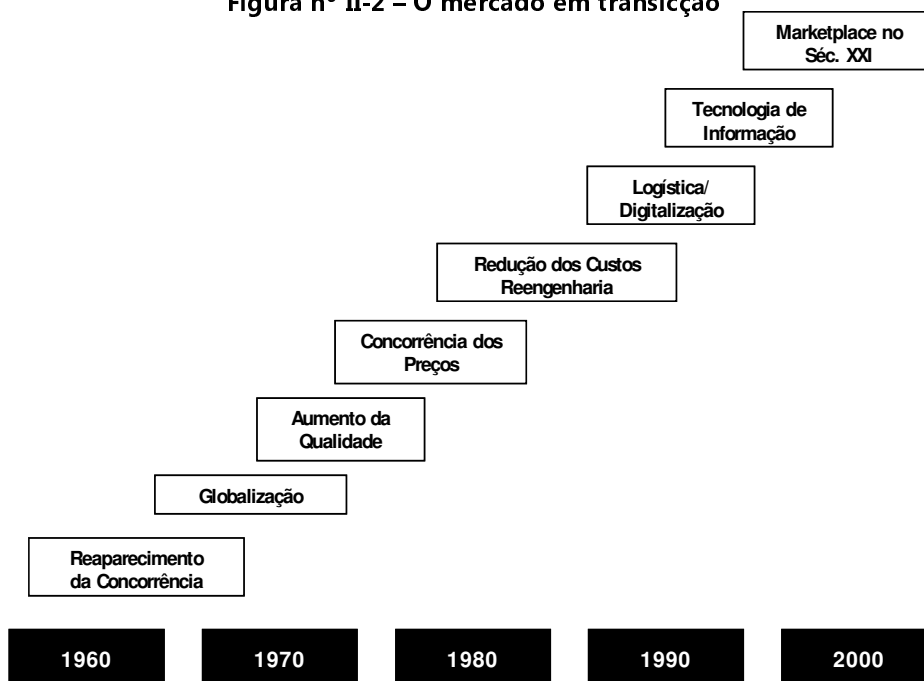 Figura nº II-2 – O mercado em transicção
Marketplace no
Séc. XXI
Tecnologia de
Informação
Logística/
Digitalização
Redução dos Custos
Reengenharia
Concorrência dos
Preços
Aumento da
Qualidade
Globalização
Reaparecimento
da Concorrência
1960
1970
1980
1990
2000